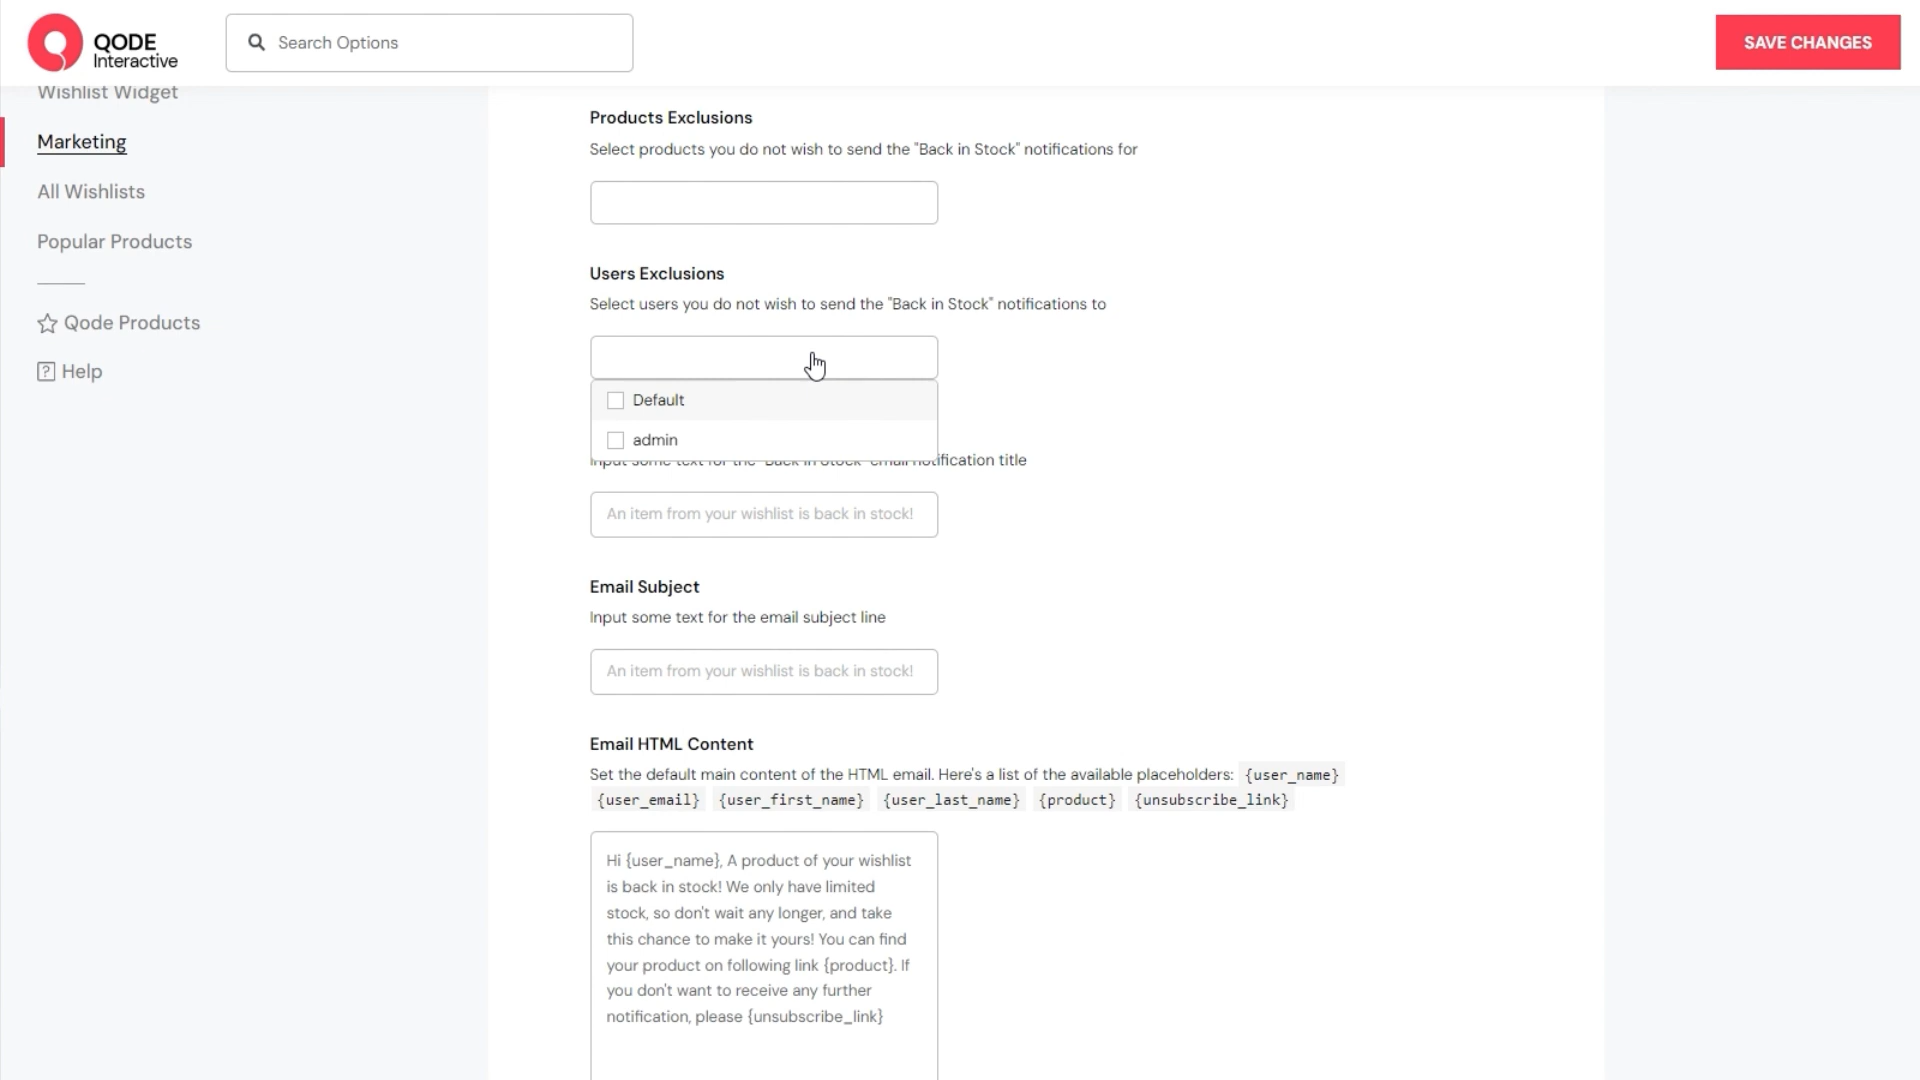 QODE
Interactive
Search Options
SAVE CHANGES
Wishlist Widget
Marketing
All Wishlists
Popular Products
Qode Products
Help
Products Exclusions
Select products you do not wish to send the "Back in Stock" notifications for
Users Exclusions
Select users you do not wish to send the "Back in Stock" notifications to
Default
admin
Input some text for the "Back in Stock" email notification title
An item from your wishlist is back in stock!
Email Subject
Input some text for the email subject line
An item from your wishlist is back in stock!
Email HTML Content
Set the default main content of the HTML email. Here's a list of the available placeholders: {user_name}
{user_email} {user_first_name} {user_last_name} {product} {unsubscribe_link}
Hi {user_name}, A product of your wishlist
is back in stock! We only have limited
stock, so don't wait any longer, and take
this chance to make it yours! You can find
your product on following link {product}. If
you don't want to receive any further
notification, please {unsubscribe_link}